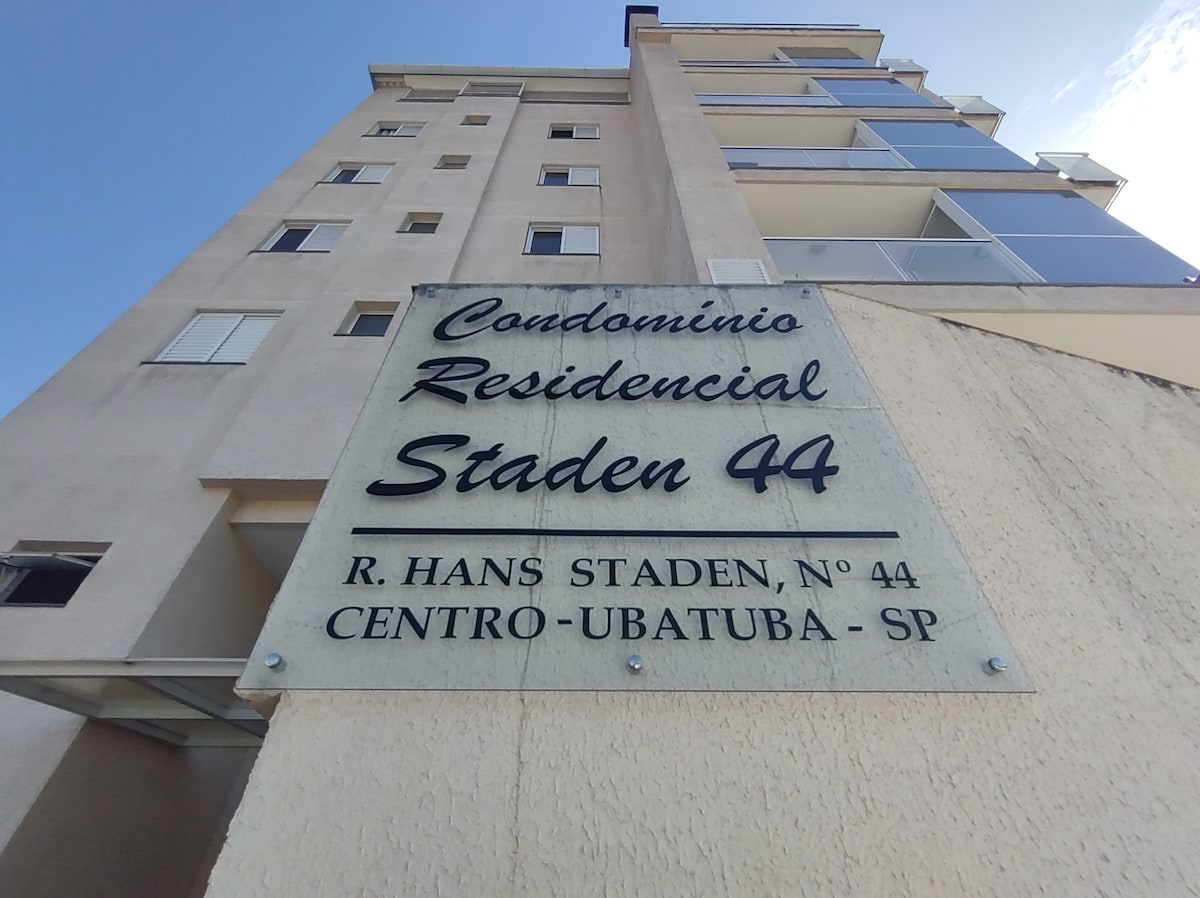 Condomínio
Residencial
Staden 44
R. HANS STADEN, Nº 44
CENTRO-UBATUBA - SP